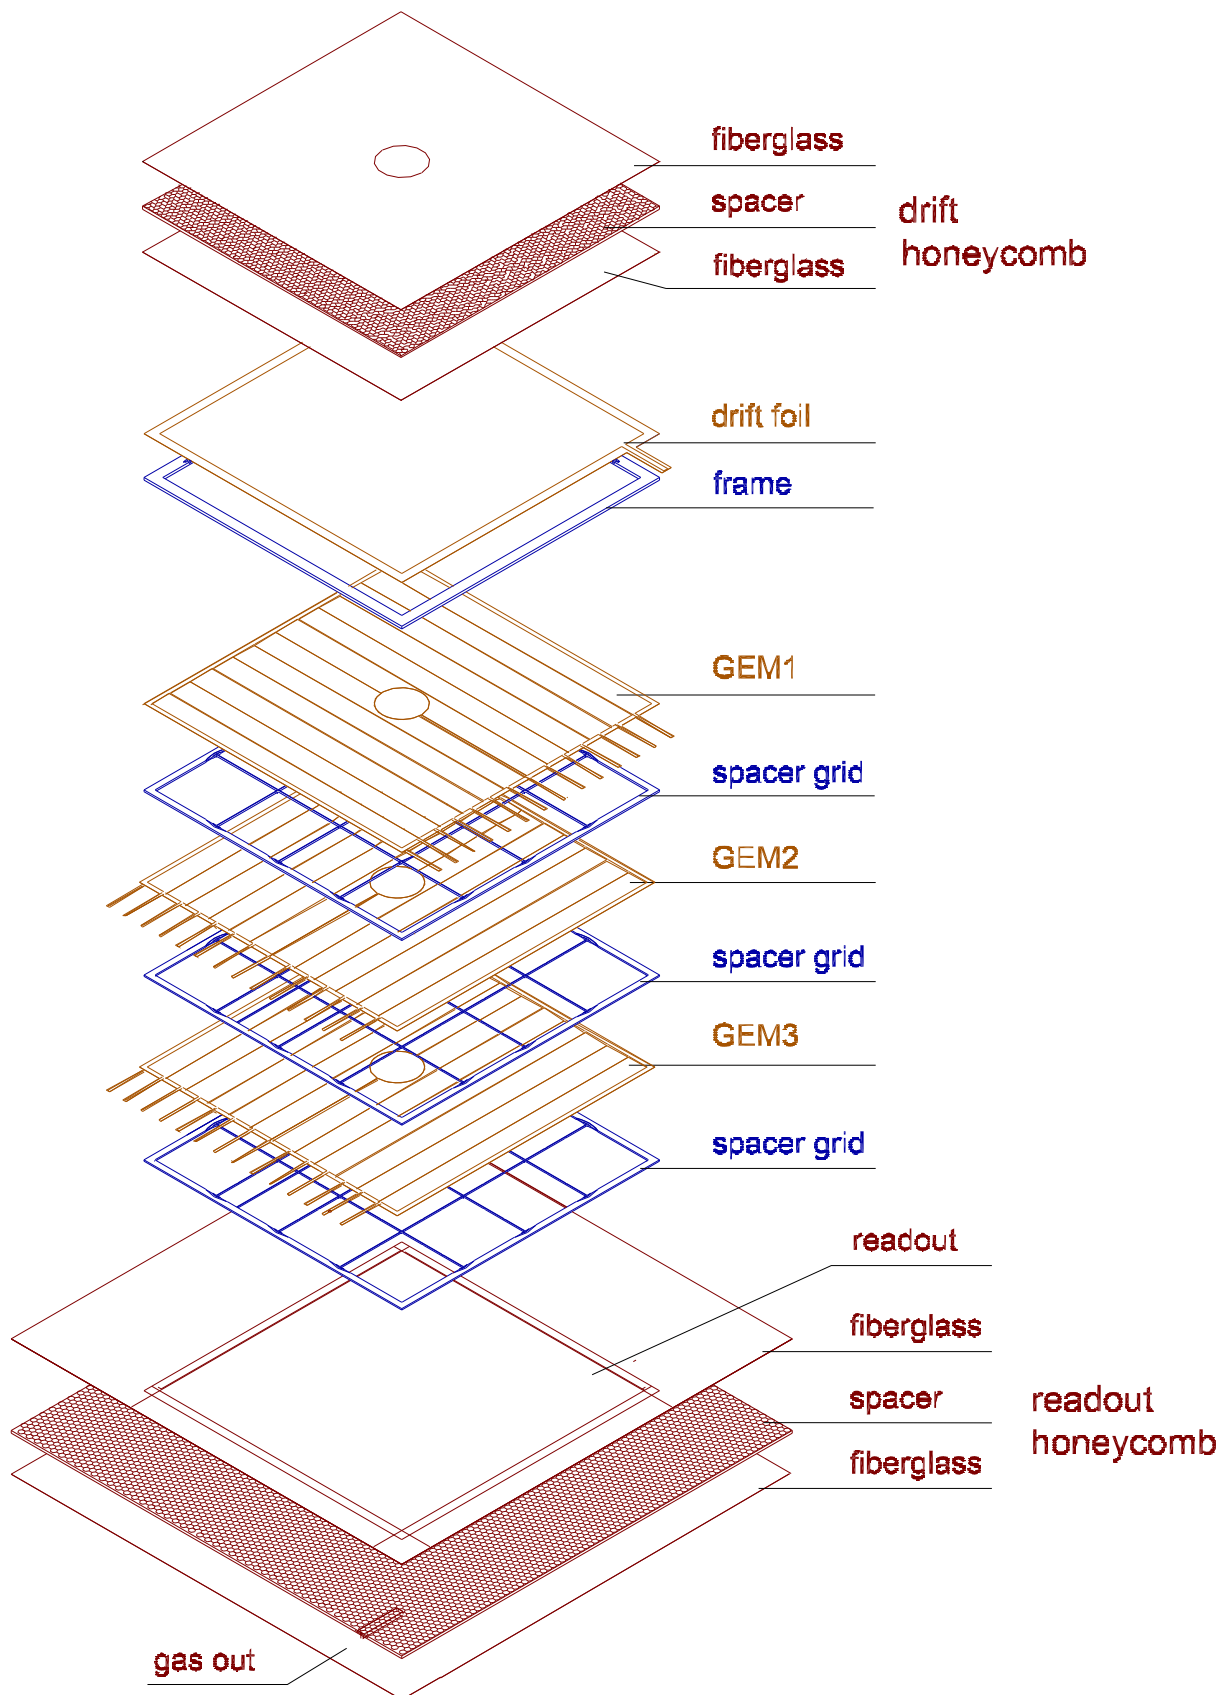 fiberglass
spacer
drift
honeycomb
fiberglass
drift foil
frame
GEM1
spacer grid
GEM2
spacer grid
GEM3
spacer grid
readout
fiberglass
spacer
readout
honeycomb
fiberglass
gas out